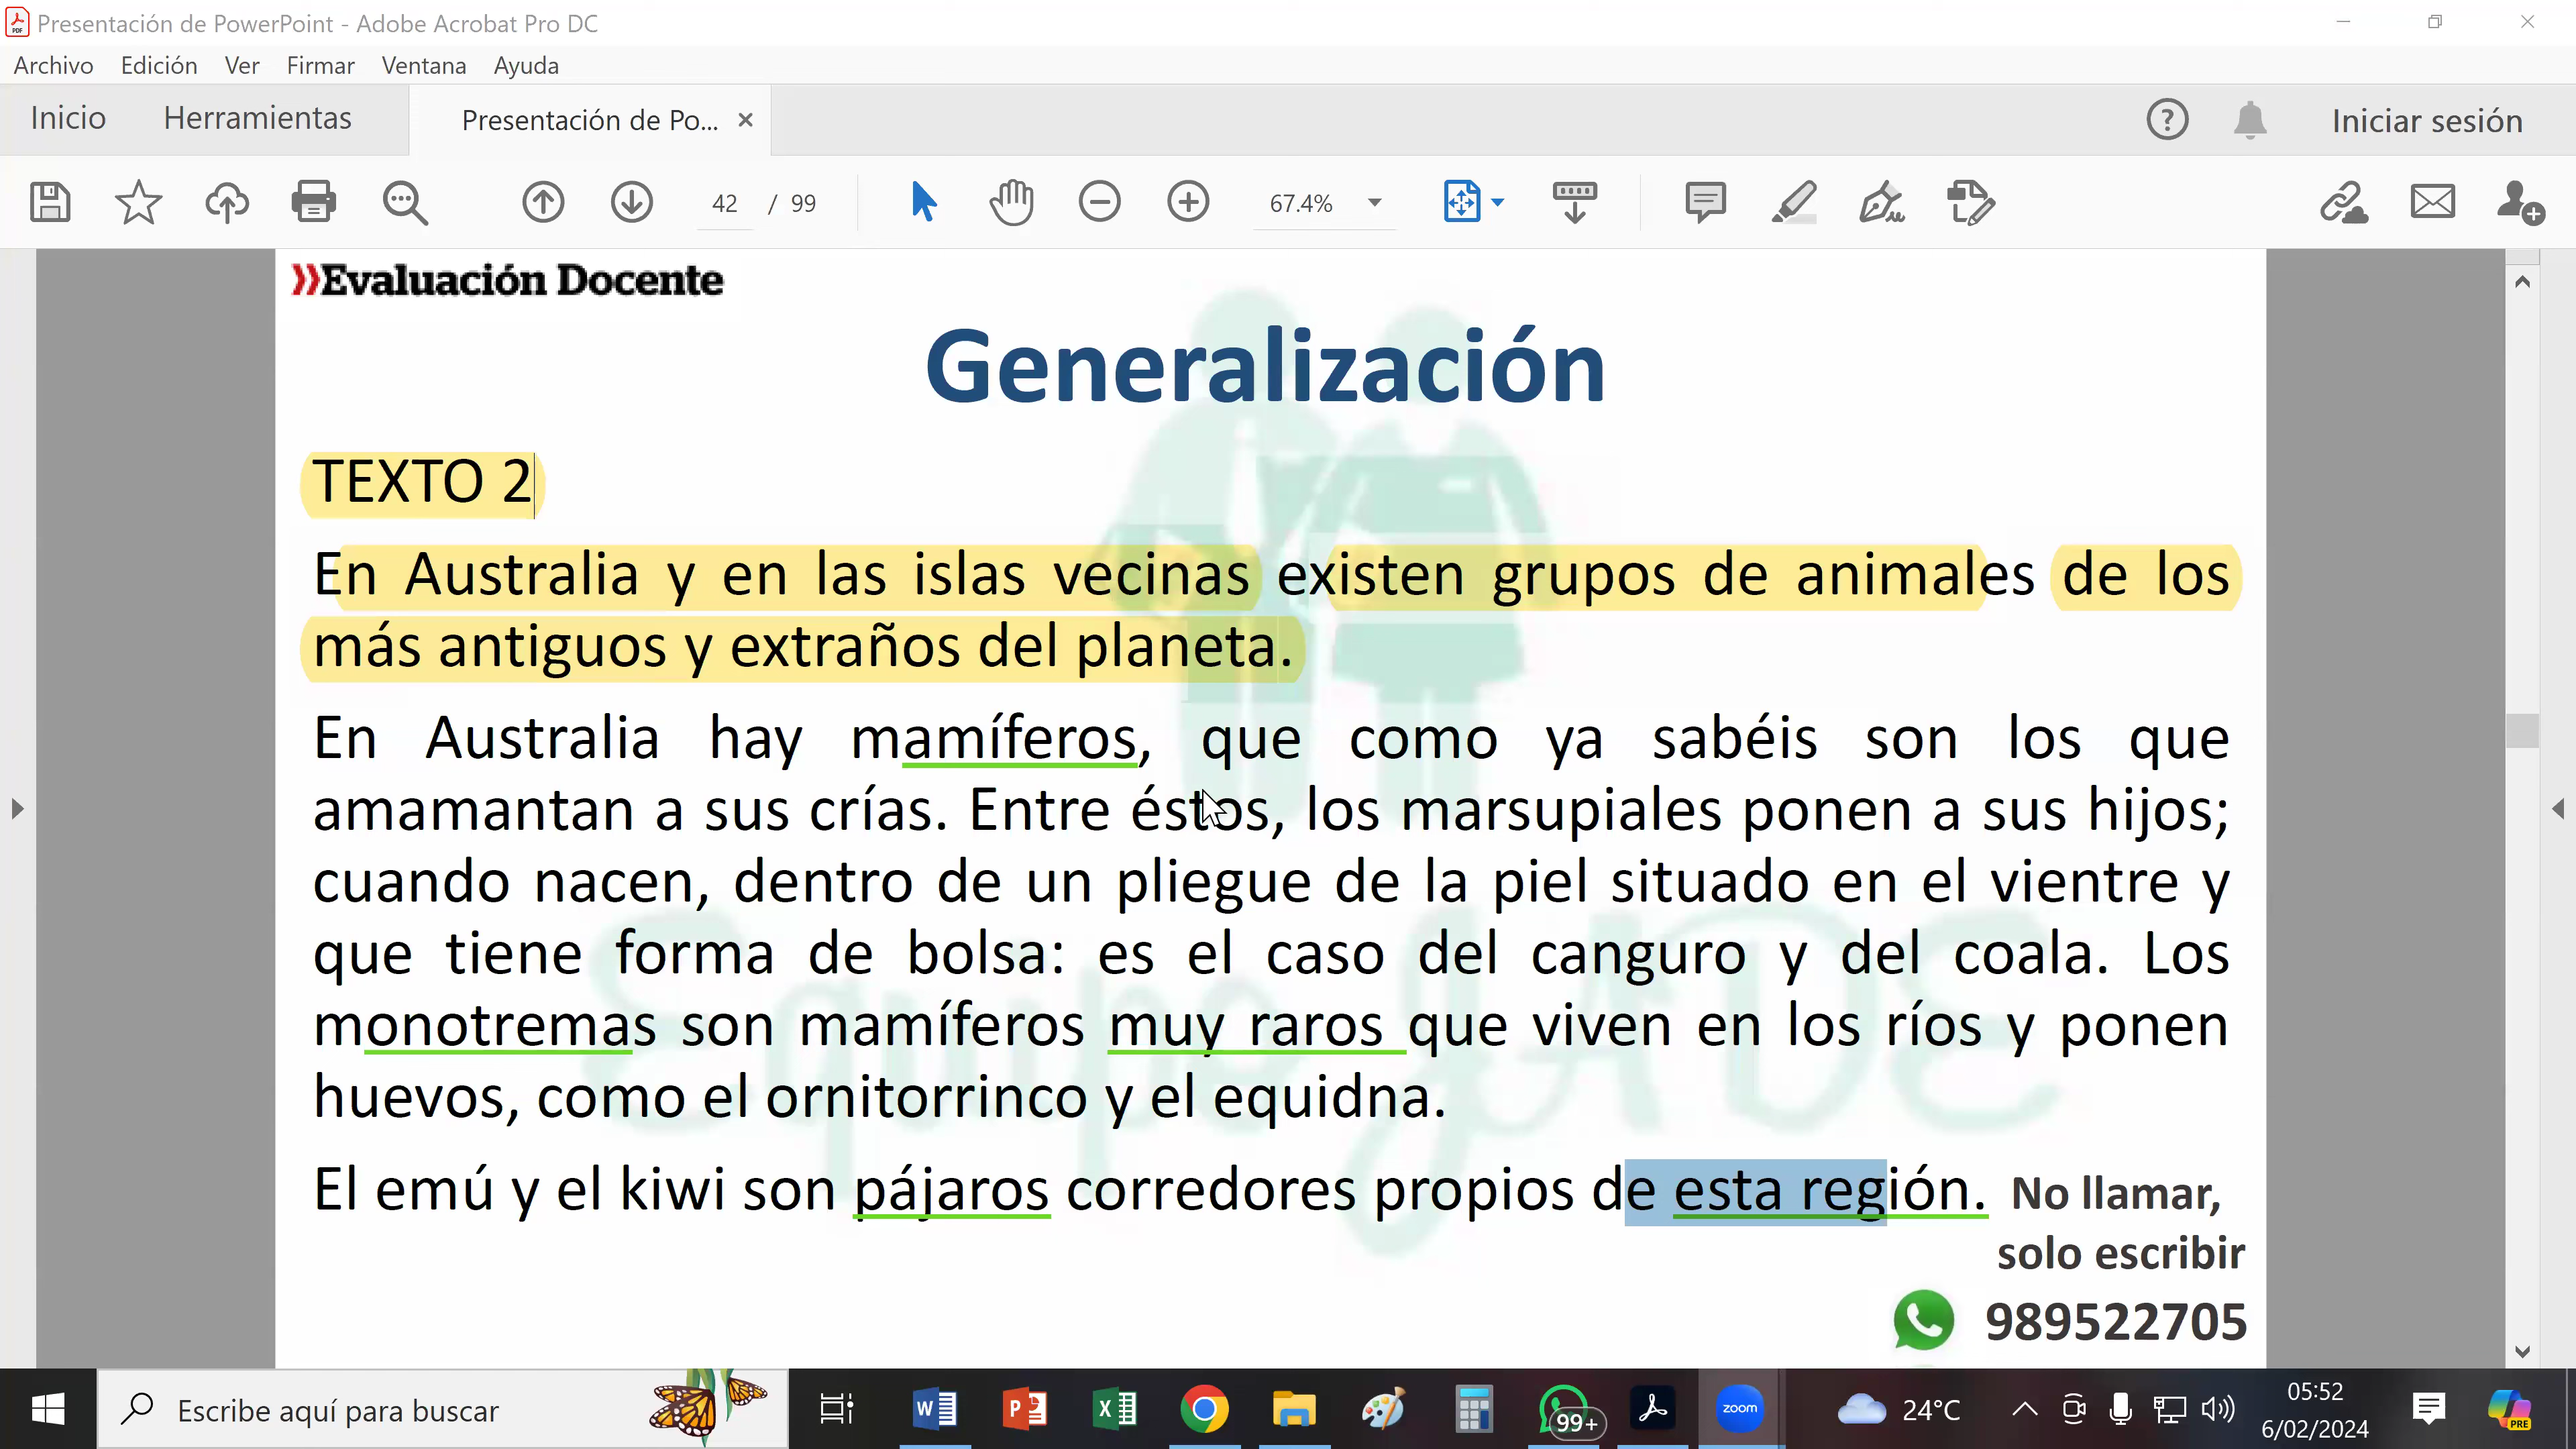 Presentación de PowerPoint - Adobe Acrobat Pro DC
Archivo Edición Ver Firmar Ventana Ayuda
Inicio Herramientas Presentación de Po... × Iniciar sesión
42 / 99 67.4%
»Evaluación Docente
Generalización
TEXTO 2
En Australia y en las islas vecinas existen grupos de animales de los
más antiguos y extraños del planeta.
En Australia hay mamíferos, que como ya sabéis son los que
amamantan a sus crías. Entre éstos, los marsupiales ponen a sus hijos;
cuando nacen, dentro de un pliegue de la piel situado en el vientre y
que tiene forma de bolsa: es el caso del canguro y del coala. Los
monotremas son mamíferos muy raros que viven en los ríos y ponen
huevos, como el ornitorrinco y el equidna.
El emú y el kiwi son pájaros corredores propios de esta región.
No llamar,
solo escribir
989522705
Equipo JADE
Escribe aquí para buscar
zoom
99+
24°C
05:52
6/02/2024
PRE